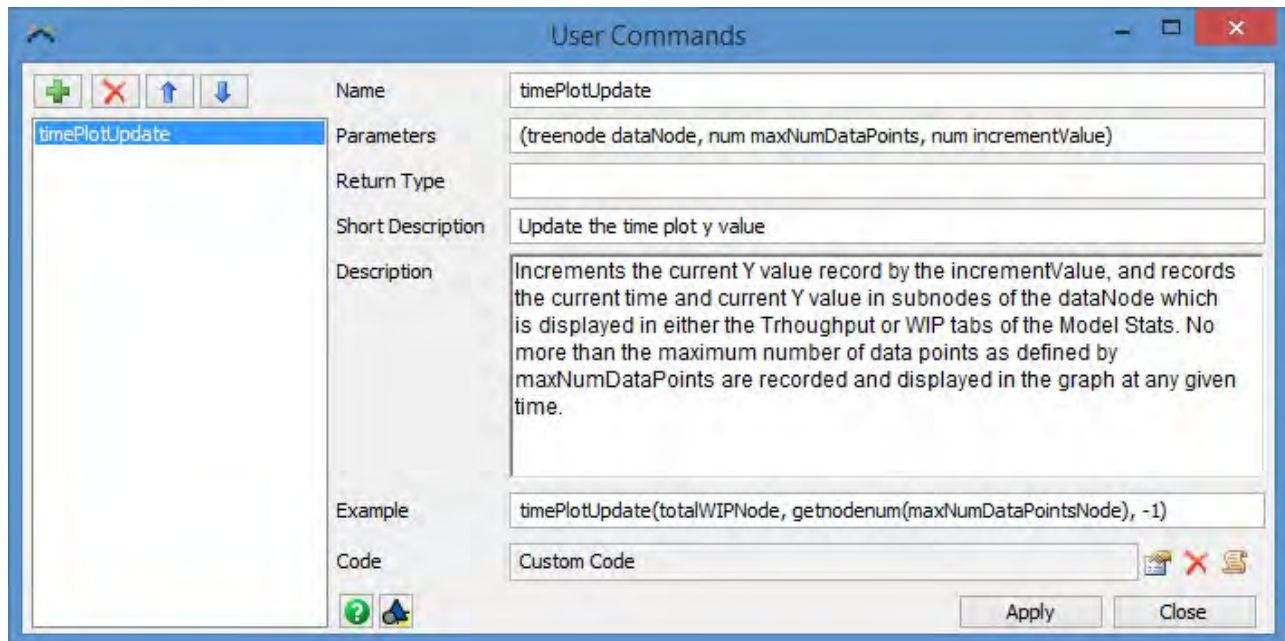 User Commands
timePlotUpdate
Name
timePlotUpdate
Parameters
(treenode dataNode, num maxNumDataPoints, num incrementValue)
Return Type
Short Description
Update the time plot y value
Description
Increments the current Y value record by the incrementValue, and records
the current time and current Y value in subnodes of the dataNode which
is displayed in either the Trhoughput or WIP tabs of the Model Stats. No
more than the maximum number of data points as defined by
maxNumDataPoints are recorded and displayed in the graph at any given
time.
Example
timePlotUpdate(totalWIPNode, getnodenum(maxNumDataPointsNode), -1)
Code
Custom Code
Apply
Close